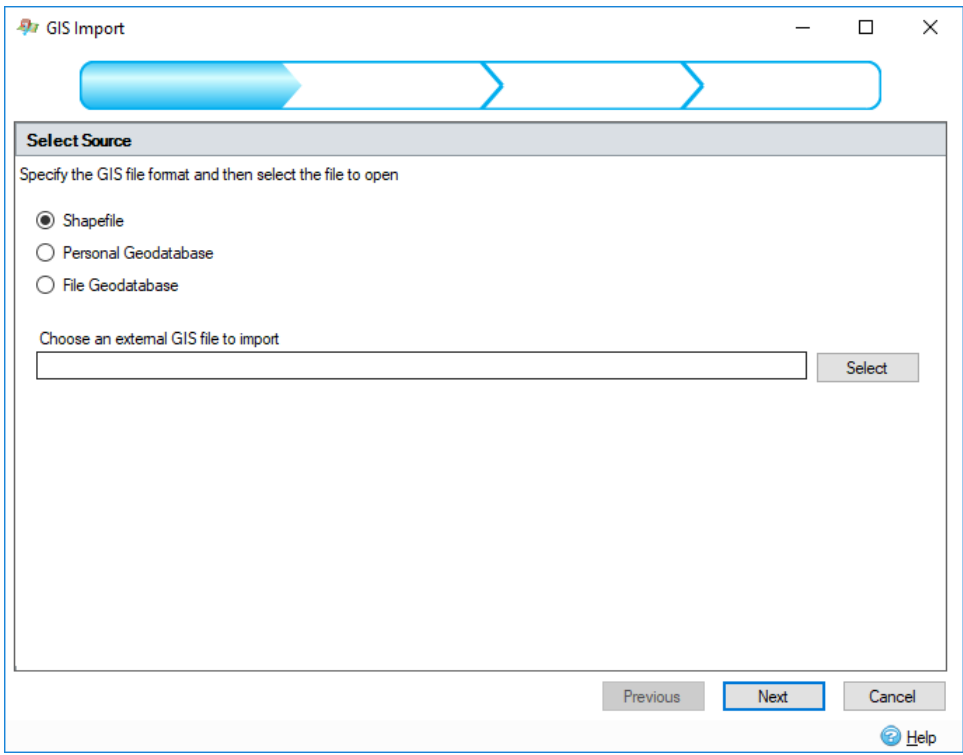 GIS Import
Select Source
Specify the GIS file format and then select the file to open
Shapefile
Personal Geodatabase
File Geodatabase
Choose an external GIS file to import
Select
Previous Next Cancel
Help